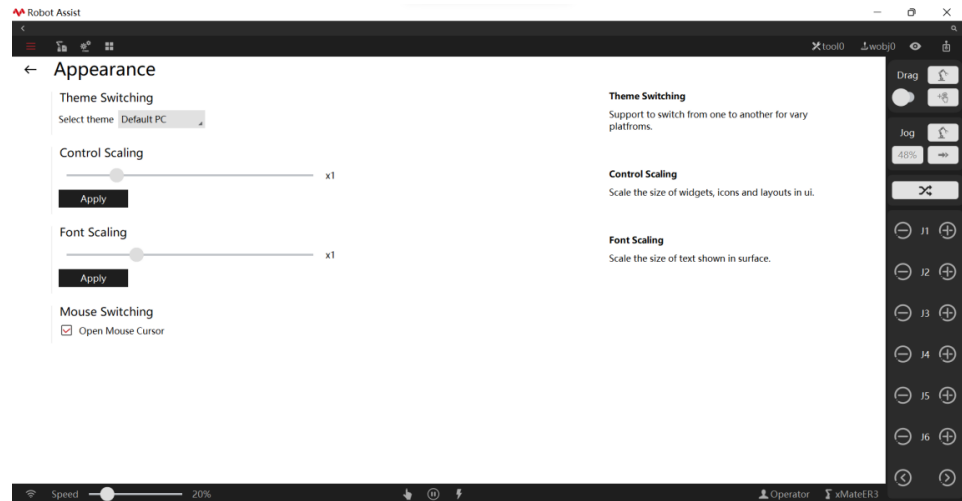 Robot Assist
tool0 wobj0
Appearance
Theme Switching
Select theme Default PC
Control Scaling
x1
Apply
Font Scaling
x1
Apply
Mouse Switching
Open Mouse Cursor
Theme Switching
Support to switch from one to another for vary
platfroms.
Control Scaling
Scale the size of widgets, icons and layouts in ui.
Font Scaling
Scale the size of text shown in surface.
Drag
Jog
48%
J1
J2
J3
J4
J5
J6
Speed 20%
Operator xMateER3